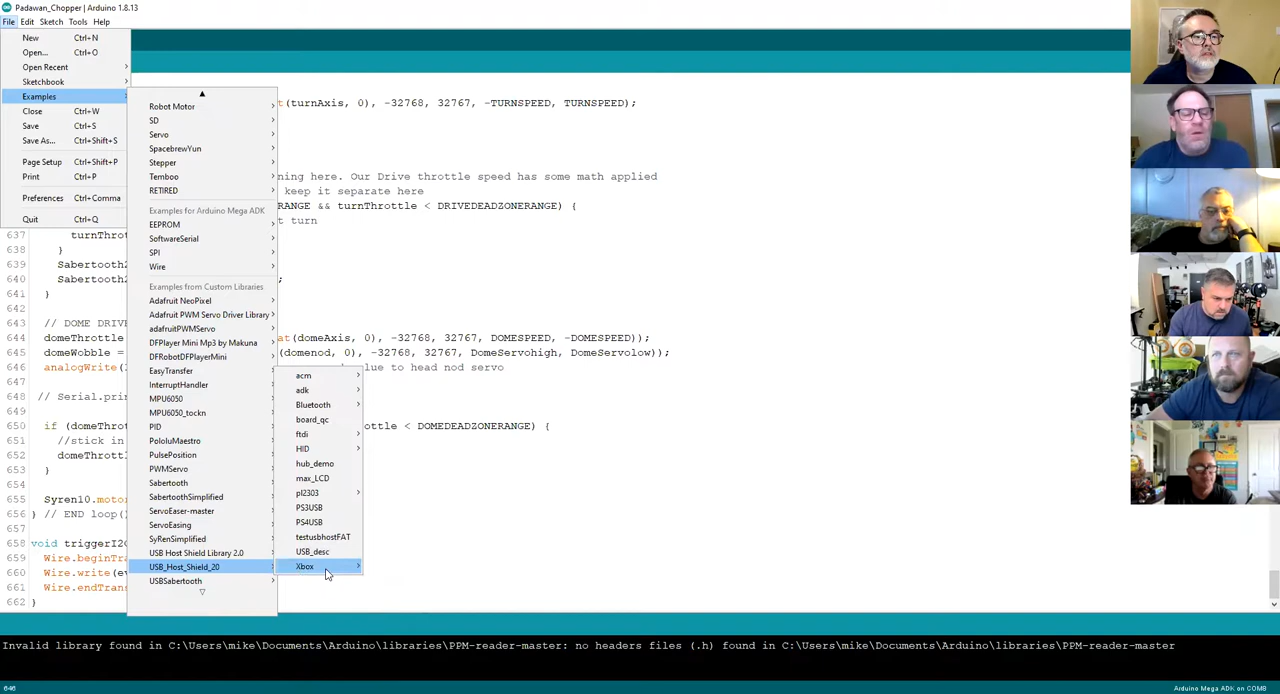 Padawan_Chopper | Arduino 1.8.13
File Edit Sketch Tools Help
New Ctrl+N
Open... Ctrl+O
Open Recent
Sketchbook
Examples
Close Ctrl+W
Save Ctrl+S
Save As... Ctrl+Shift+S
Page Setup Ctrl+Shift+P
Print Ctrl+P
Preferences Ctrl+Comma
Quit Ctrl+Q
Robot Motor
SD
Servo
SpacebrewYun
Stepper
Temboo
RETIRED
Examples for Arduino Mega ADK
EEPROM
SoftwareSerial
SPI
Wire
Examples from Custom Libraries
Adafruit NeoPixel
Adafruit PWM Servo Driver Library
adafruitPWMServo
DFPlayer Mini Mp3 by Makuna
DFRobotDFPlayerMini
EasyTransfer
InterruptHandler
MPU6050
MPU6050_tockn
PID
PololuMaestro
PulsePosition
PWMServo
Sabertooth
SabertoothSimplified
ServoEaser-master
ServoEasing
SyRenSimplified
USB Host Shield Library 2.0
USB_Host_Shield_20
USBSabertooth
acm
adk
Bluetooth
board_qc
ftdi
HID
hub_demo
max_LCD
pl2303
PS3USB
PS4USB
testusbhostFAT
USB_desc
Xbox
t(turnAxis, 0), -32768, 32767, -TURNSPEED, TURNSPEED);
ning here. Our Drive throttle speed has some math applied
keep it separate here
RANGE && turnThrottle < DRIVEDEADZONERANGE) {
t turn
637 turnThrot
638 }
639 Sabertooth2
640 Sabertooth2 ;
641 }
642
643 // DOME DRIVE
644 domeThrottle at(domeAxis, 0), -32768, 32767, DOMESPEED, -DOMESPEED));
645 domeWobble = (domenod, 0), -32768, 32767, DomeServohigh, DomeServolow));
646 analogWrite( lue to head nod servo
647
648 // Serial.prin
649
650 if (domeThrot ottle < DOMEDEADZONERANGE) {
651 //stick in
652 domeThrottl
653 }
654
655 Syren10.motor
656 } // END loop()
657
658 void triggerI2C
659 Wire.beginTra
660 Wire.write(ev
661 Wire.endTrans
662 }
Invalid library found in C:\Users\mike\Documents\Arduino\libraries\PPM-reader-master: no headers files (.h) found in C:\Users\mike\Documents\Arduino\libraries\PPM-reader-master
646
Arduino Mega ADK on COM8